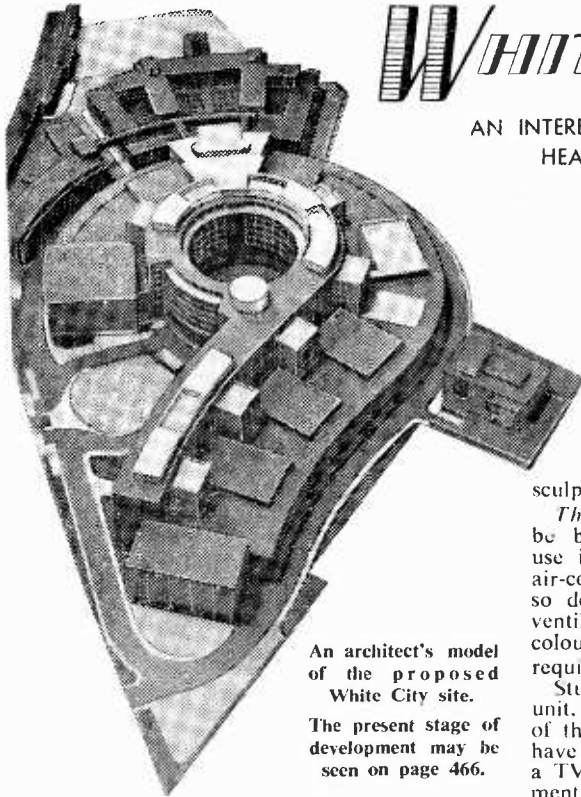 WHIT
AN INTERE
HEA
sculp
Th
be b
use i
air-co
so de
ventil
colou
requi
Stu
unit,
of th
have
a TV
ment
An architect's model
of the proposed
White City site.
The present stage of
development may be
seen on page 466.